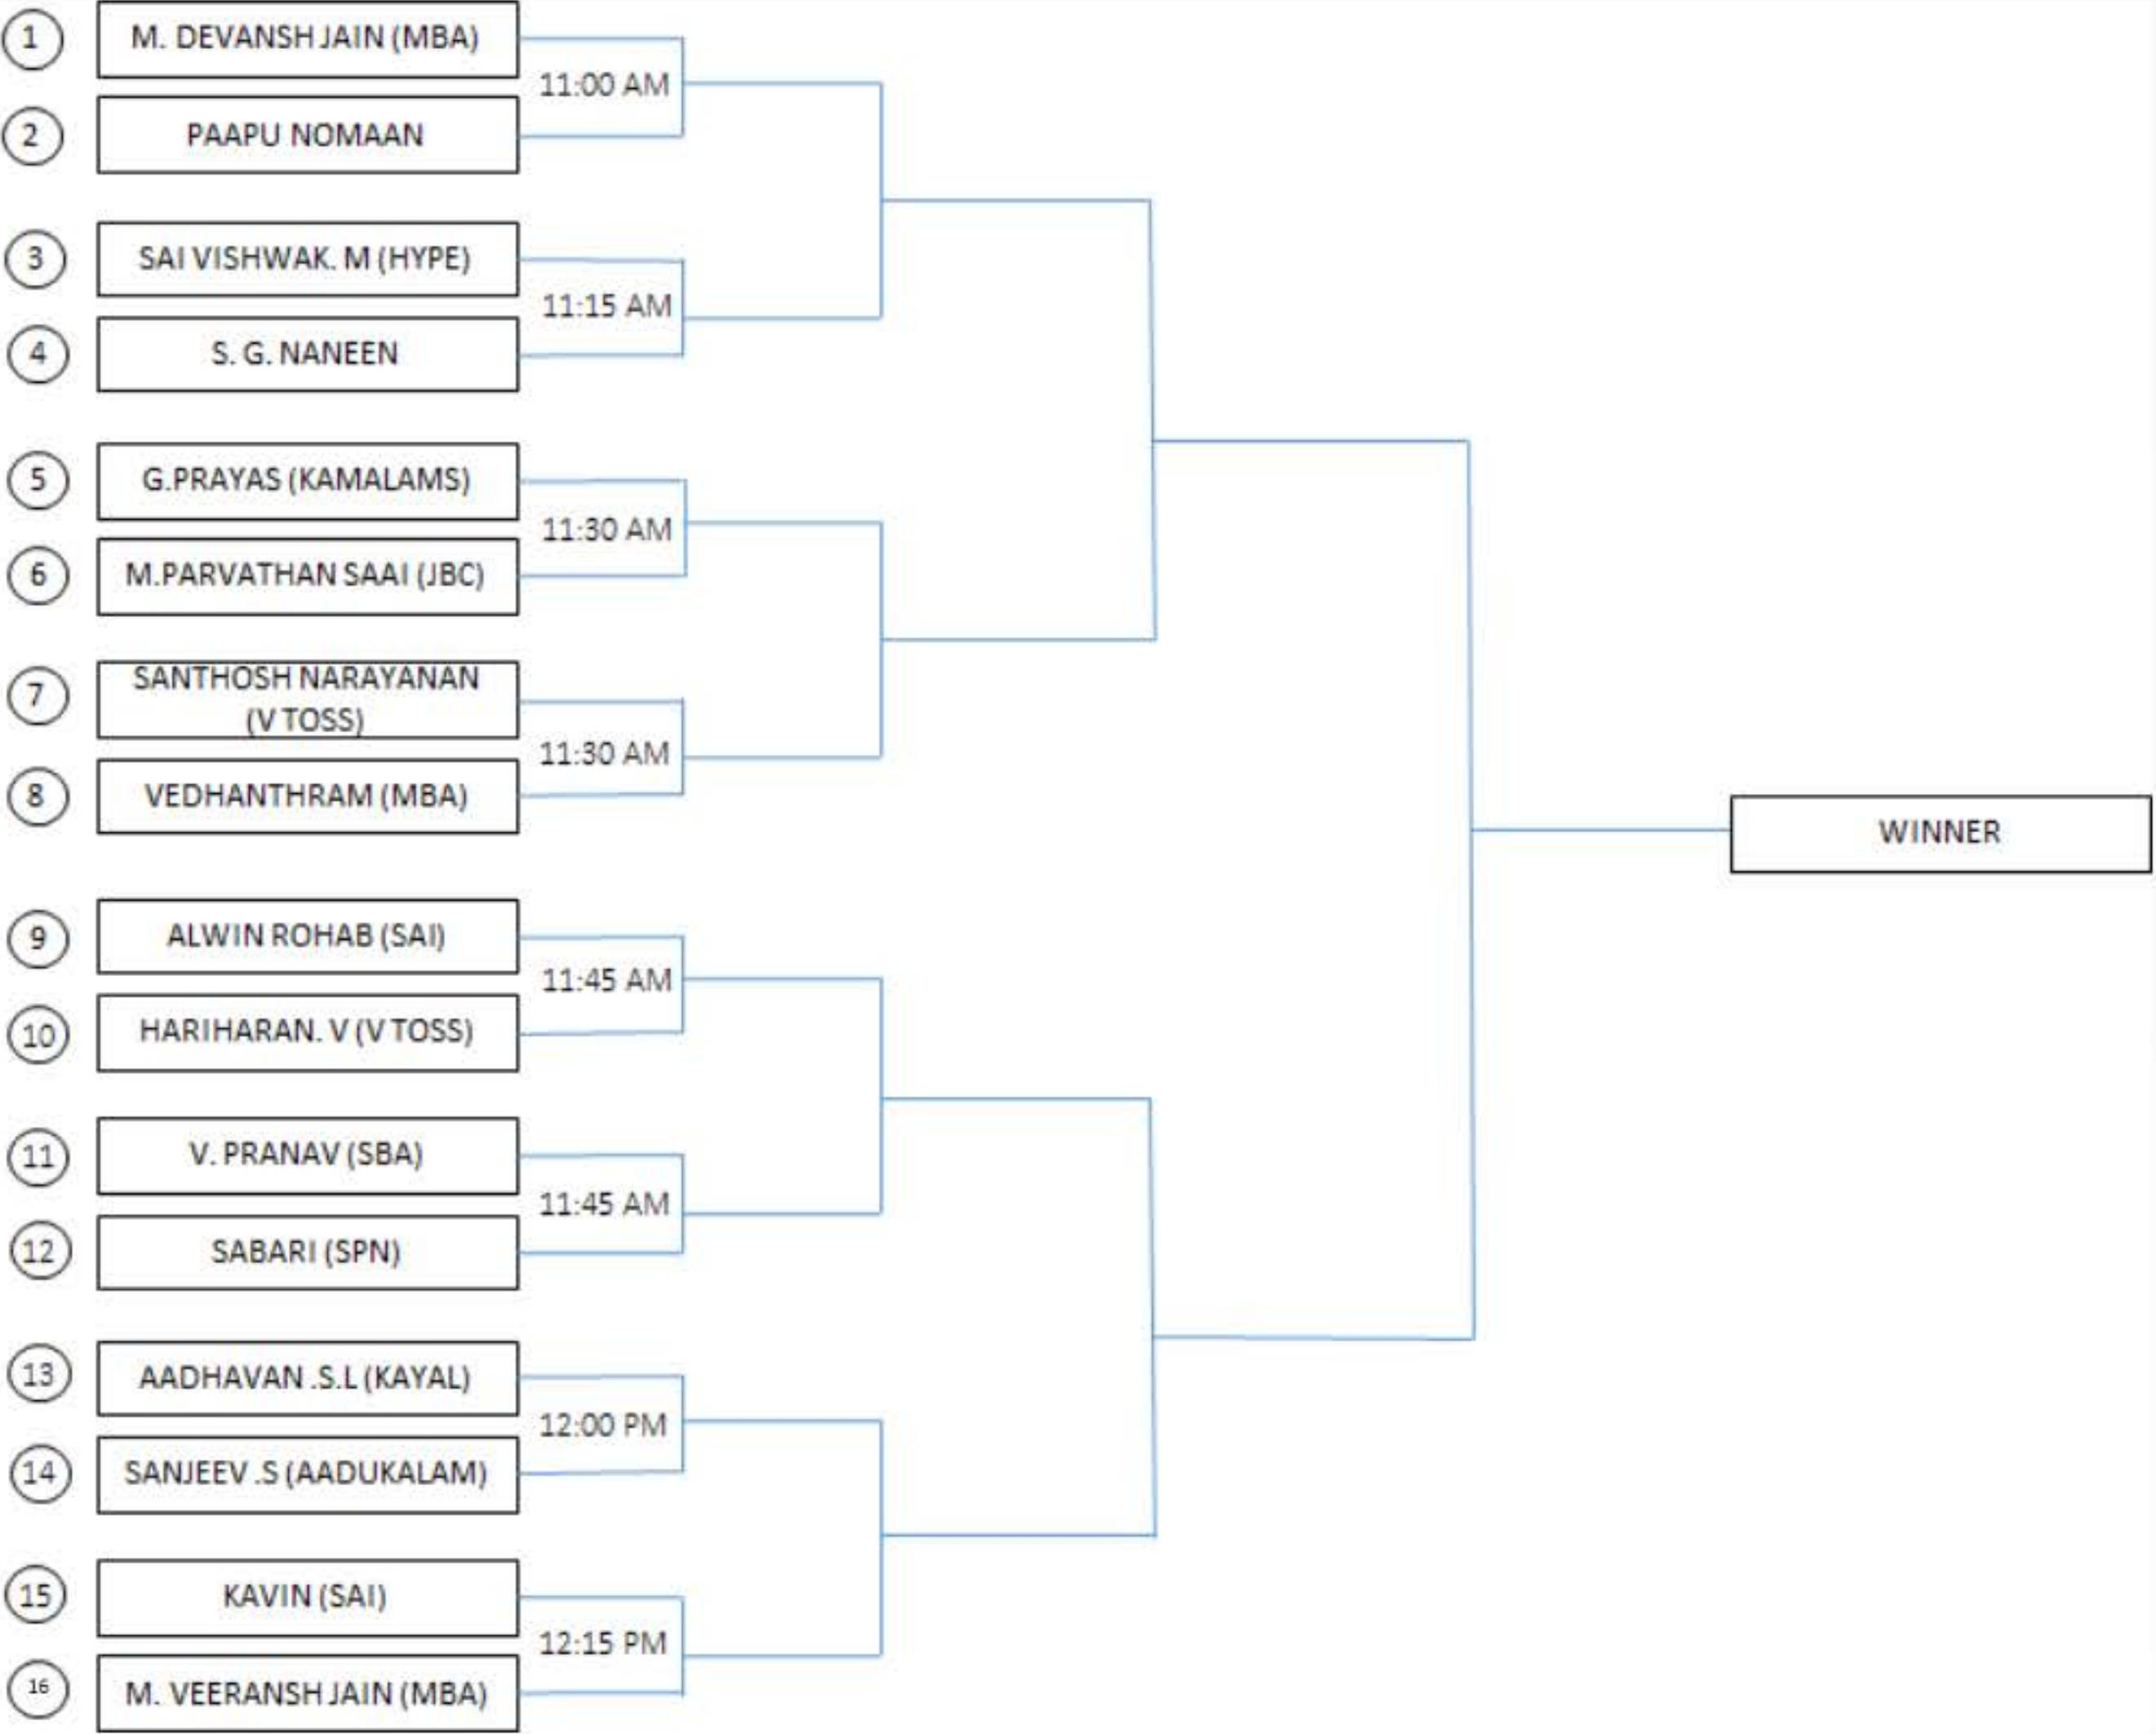 1 M. DEVANSH JAIN (MBA)
11:00 AM
2 PAAPU NOMAAN
3 SAI VISHWAK. M (HYPE)
11:15 AM
4 S. G. NANEEN
5 G.PRAYAS (KAMALAMS)
11:30 AM
6 M.PARVATHAN SAAI (JBC)
7 SANTHOSH NARAYANAN
(V TOSS)
11:30 AM
8 VEDHANTHRAM (MBA)
WINNER
9 ALWIN ROHAB (SAI)
11:45 AM
10 HARIHARAN. V (V TOSS)
11 V. PRANAV (SBA)
11:45 AM
12 SABARI (SPN)
13 AADHAVAN .S.L (KAYAL)
12:00 PM
14 SANJEEV .S (AADUKALAM)
15 KAVIN (SAI)
12:15 PM
16 M. VEERANSH JAIN (MBA)